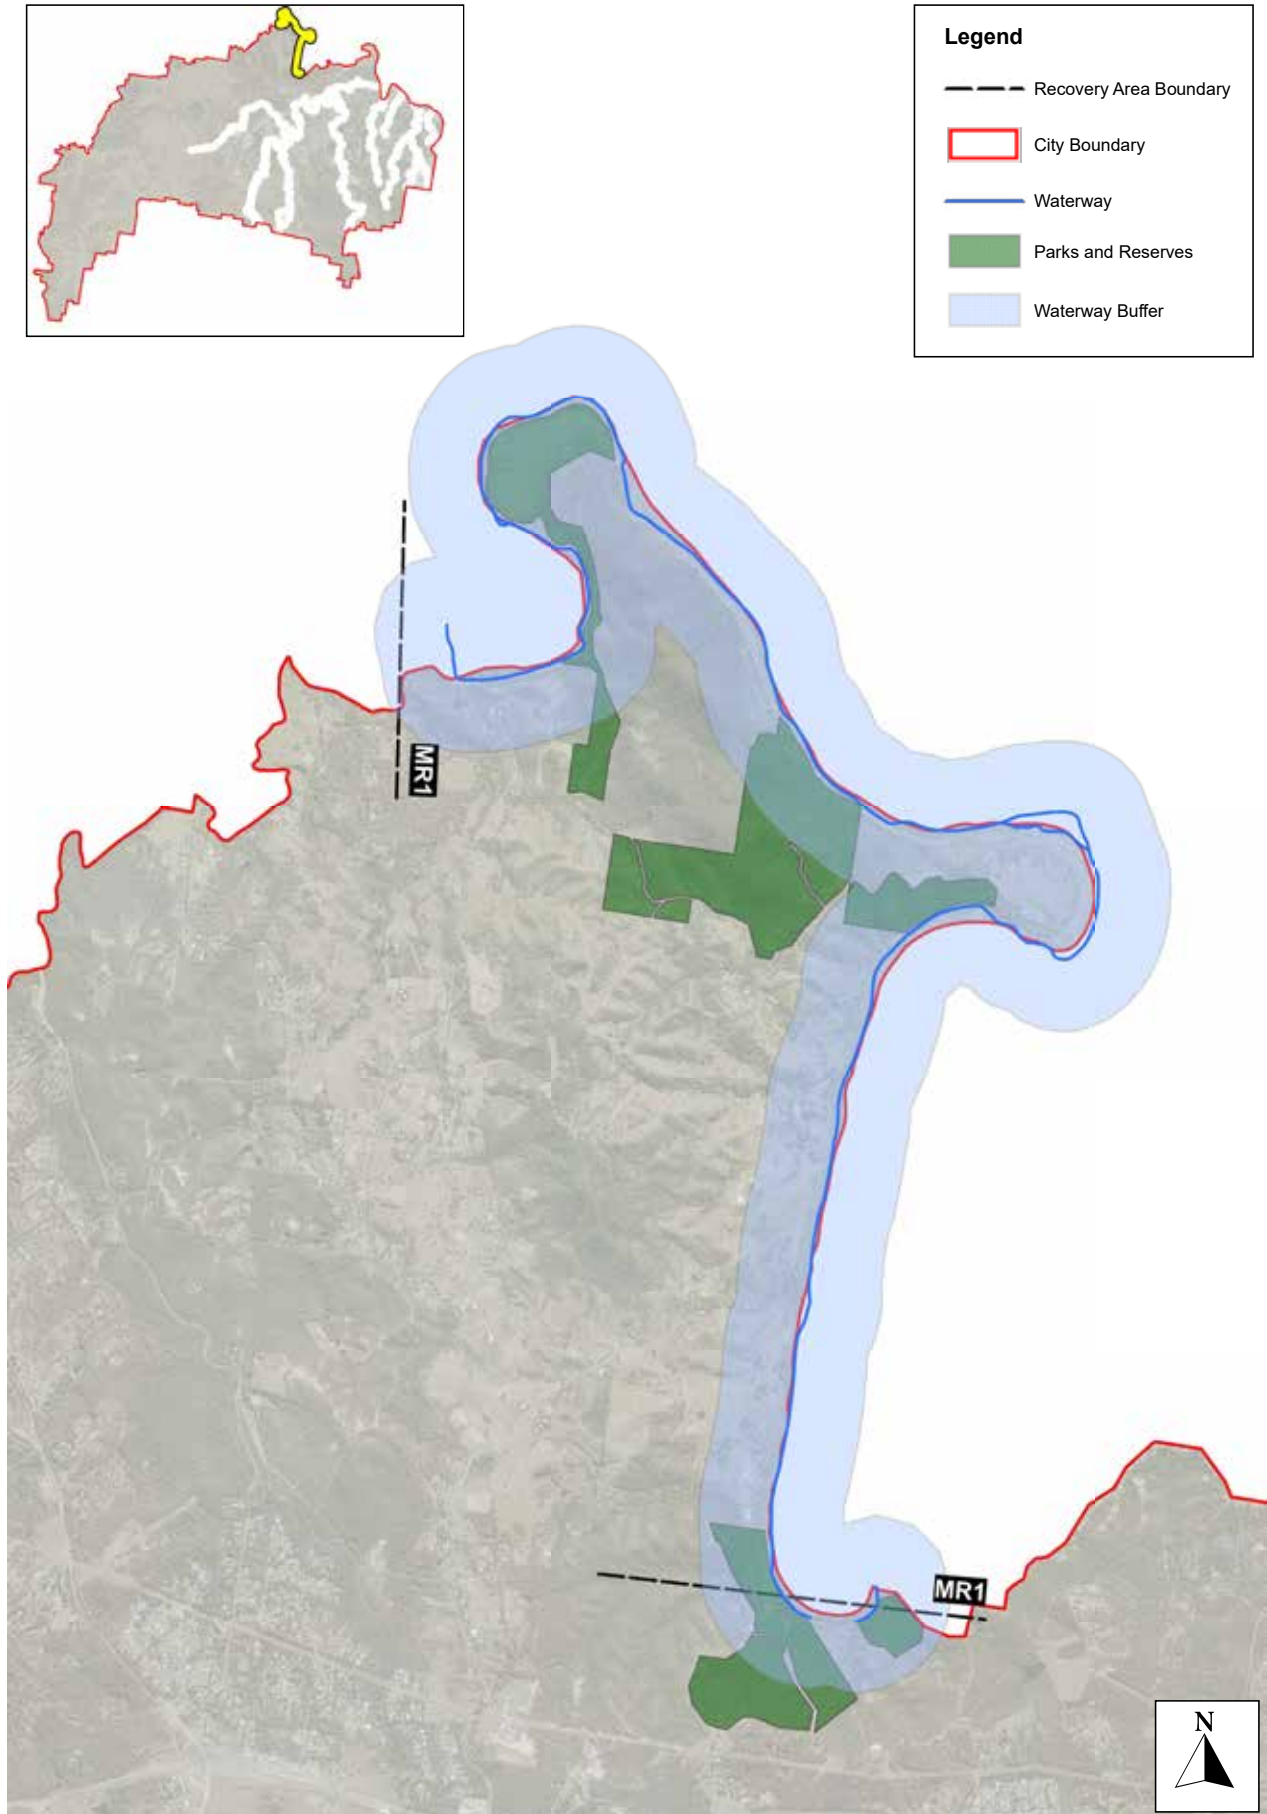 Legend
Recovery Area Boundary
City Boundary
Waterway
Parks and Reserves
Waterway Buffer
MR1
MR1
N